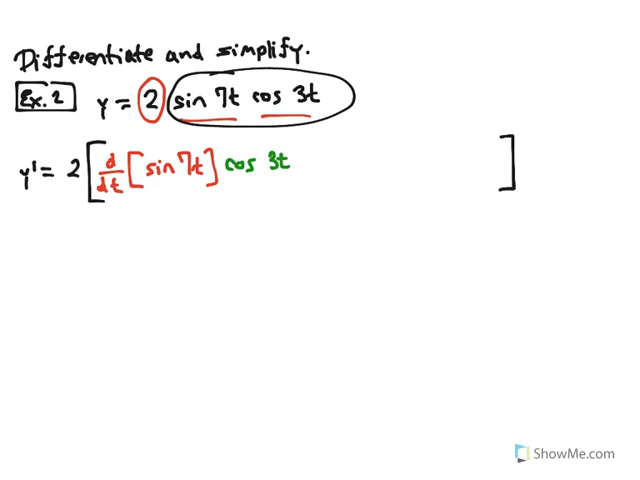 Differentiate and simplify.
Ex. 2 y = 2 sin 7t cos 3t
y' = 2 [ d/dt [sin 7t] cos 3t ]
ShowMe.com